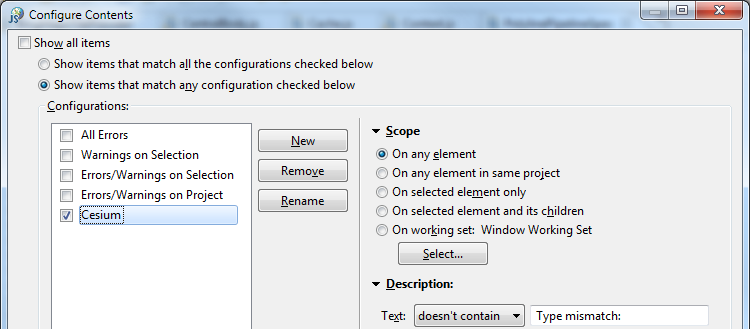 Configure Contents
Show all items
Show items that match all the configurations checked below
Show items that match any configuration checked below
Configurations:
All Errors
Warnings on Selection
Errors/Warnings on Selection
Errors/Warnings on Project
Cesium
New
Remove
Rename
Scope
On any element
On any element in same project
On selected element only
On selected element and its children
On working set: Window Working Set
Select...
Description:
Text: doesn't contain Type mismatch: